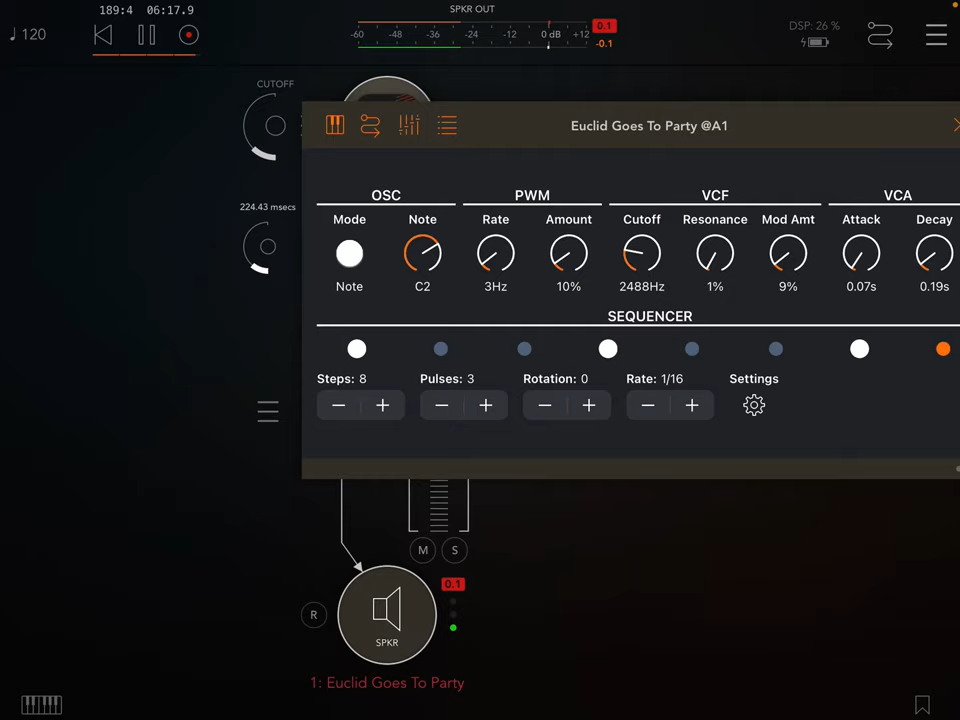 189:4 06:17.9
♩120
SPKR OUT
-60 -48 -36 -24 -12 0 dB +12
0.1
-0.1
DSP: 26 %
CUTOFF
Euclid Goes To Party @A1
OSC PWM VCF VCA
Mode Note Rate Amount Cutoff Resonance Mod Amt Attack Decay
224.43 msecs
Note C2 3Hz 10% 2488Hz 1% 9% 0.07s 0.19s
SEQUENCER
Steps: 8 Pulses: 3 Rotation: 0 Rate: 1/16 Settings
− + − + − + − +
M S
0.1
R
SPKR
1: Euclid Goes To Party